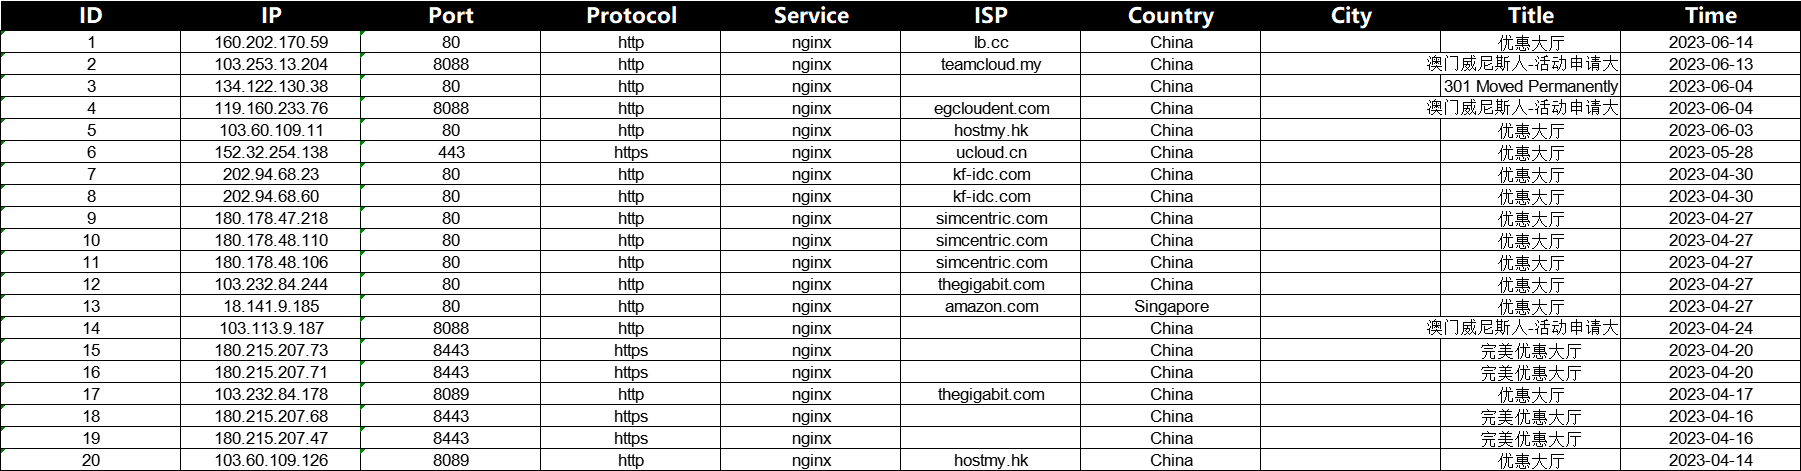 ID IP Port Protocol Service ISP Country City Title Time
1 160.202.170.59 80 http nginx lb.cc China 优惠大厅 2023-06-14
2 103.253.13.204 8088 http nginx teamcloud.my China 澳门威尼斯人-活动申请大 2023-06-13
3 134.122.130.38 80 http nginx China 301 Moved Permanently 2023-06-04
4 119.160.233.76 8088 http nginx egcloudent.com China 澳门威尼斯人-活动申请大 2023-06-04
5 103.60.109.11 80 http nginx hostmy.hk China 优惠大厅 2023-06-03
6 152.32.254.138 443 https nginx ucloud.cn China 优惠大厅 2023-05-28
7 202.94.68.23 80 http nginx kf-idc.com China 优惠大厅 2023-04-30
8 202.94.68.60 80 http nginx kf-idc.com China 优惠大厅 2023-04-30
9 180.178.47.218 80 http nginx simcentric.com China 优惠大厅 2023-04-27
10 180.178.48.110 80 http nginx simcentric.com China 优惠大厅 2023-04-27
11 180.178.48.106 80 http nginx simcentric.com China 优惠大厅 2023-04-27
12 103.232.84.244 80 http nginx thegigabit.com China 优惠大厅 2023-04-27
13 18.141.9.185 80 http nginx amazon.com Singapore 优惠大厅 2023-04-27
14 103.113.9.187 8088 http nginx China 澳门威尼斯人-活动申请大 2023-04-24
15 180.215.207.73 8443 https nginx China 完美优惠大厅 2023-04-20
16 180.215.207.71 8443 https nginx China 完美优惠大厅 2023-04-20
17 103.232.84.178 8089 http nginx thegigabit.com China 优惠大厅 2023-04-17
18 180.215.207.68 8443 https nginx China 完美优惠大厅 2023-04-16
19 180.215.207.47 8443 https nginx China 完美优惠大厅 2023-04-16
20 103.60.109.126 8089 http nginx hostmy.hk China 优惠大厅 2023-04-14